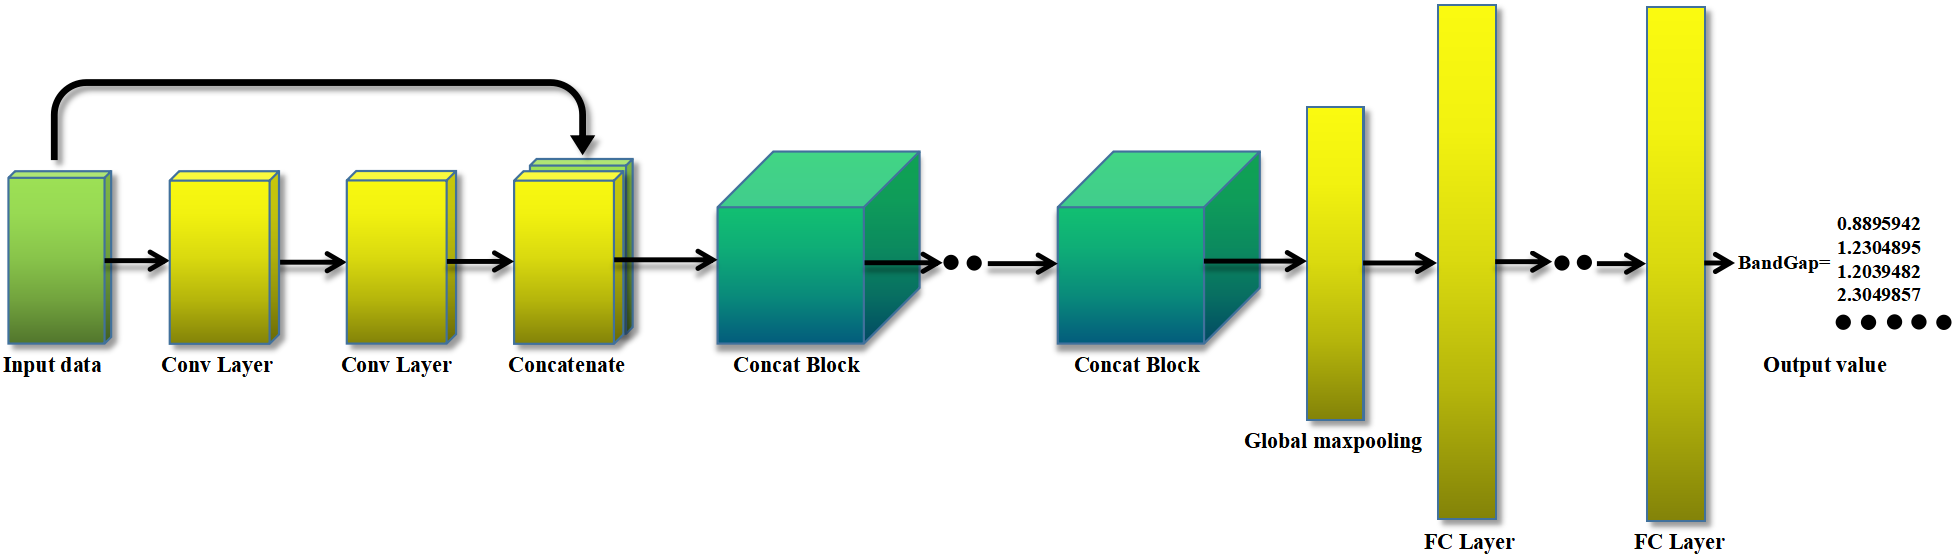 Input data
Conv Layer
Conv Layer
Concatenate
Concat Block
Concat Block
Global maxpooling
FC Layer
FC Layer
BandGap=
0.8895942
1.2304895
1.2039482
2.3049857
Output value